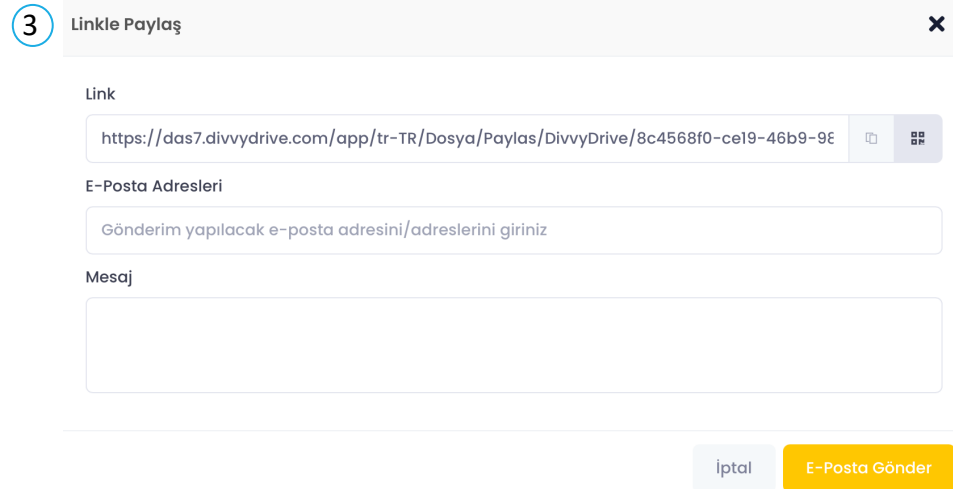 3 Linkle Paylaş
Link
https://das7.divvydrive.com/app/tr-TR/Dosya/Paylas/DivvyDrive/8c4568f0-ce19-46b9-98
E-Posta Adresleri
Gönderim yapılacak e-posta adresini/adreslerini giriniz
Mesaj
İptal E-Posta Gönder